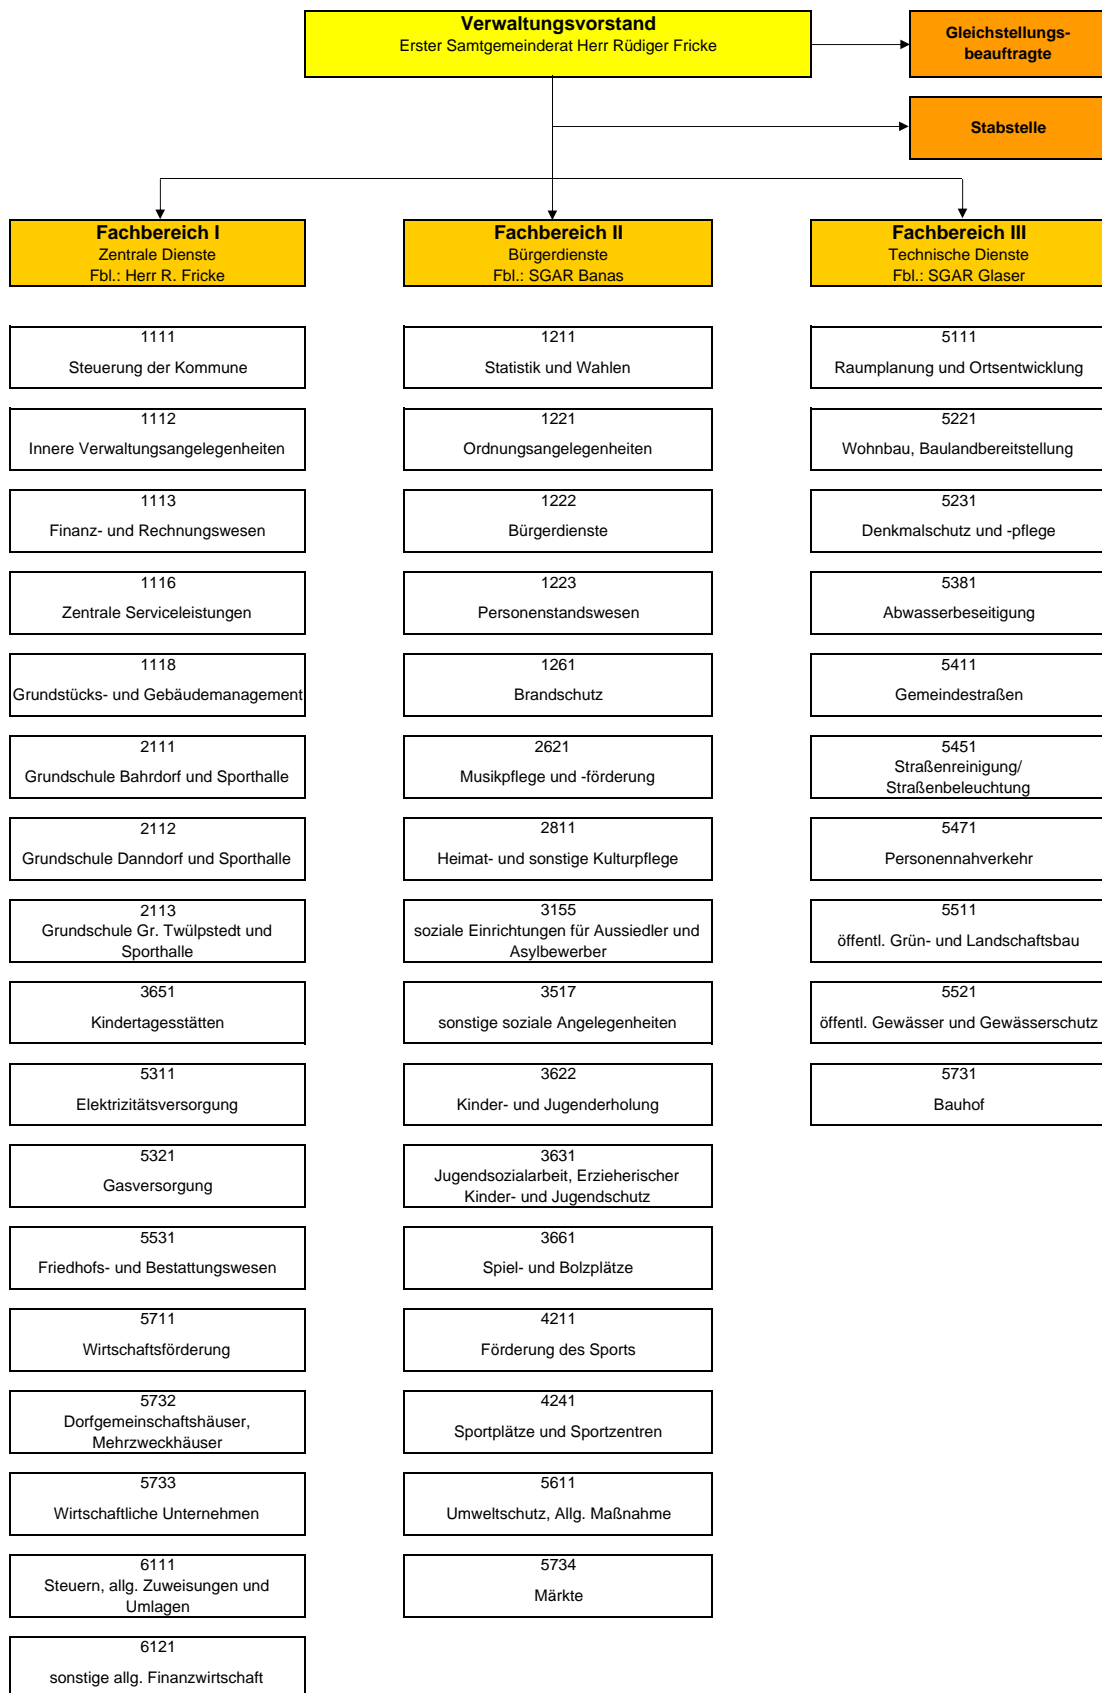 Verwaltungsvorstand
Erster Samtgemeinderat Herr Rüdiger Fricke
Gleichstellungs-
beauftragte
Stabstelle
Fachbereich I
Zentrale Dienste
Fbl.: Herr R. Fricke
1111
Steuerung der Kommune
1112
Innere Verwaltungsangelegenheiten
1113
Finanz- und Rechnungswesen
1116
Zentrale Serviceleistungen
1118
Grundstücks- und Gebäudemanagement
2111
Grundschule Bahrdorf und Sporthalle
2112
Grundschule Danndorf und Sporthalle
2113
Grundschule Gr. Twülpstedt und
Sporthalle
3651
Kindertagesstätten
5311
Elektrizitätsversorgung
5321
Gasversorgung
5531
Friedhofs- und Bestattungswesen
5711
Wirtschaftsförderung
5732
Dorfgemeinschaftshäuser,
Mehrzweckhäuser
5733
Wirtschaftliche Unternehmen
6111
Steuern, allg. Zuweisungen und
Umlagen
6121
sonstige allg. Finanzwirtschaft
Fachbereich II
Bürgerdienste
Fbl.: SGAR Banas
1211
Statistik und Wahlen
1221
Ordnungsangelegenheiten
1222
Bürgerdienste
1223
Personenstandswesen
1261
Brandschutz
2621
Musikpflege und -förderung
2811
Heimat- und sonstige Kulturpflege
3155
soziale Einrichtungen für Aussiedler und
Asylbewerber
3517
sonstige soziale Angelegenheiten
3622
Kinder- und Jugenderholung
3631
Jugendsozialarbeit, Erzieherischer
Kinder- und Jugendschutz
3661
Spiel- und Bolzplätze
4211
Förderung des Sports
4241
Sportplätze und Sportzentren
5611
Umweltschutz, Allg. Maßnahme
5734
Märkte
Fachbereich III
Technische Dienste
Fbl.: SGAR Glaser
5111
Raumplanung und Ortsentwicklung
5221
Wohnbau, Baulandbereitstellung
5231
Denkmalschutz und -pflege
5381
Abwasserbeseitigung
5411
Gemeindestraßen
5451
Straßenreinigung/
Straßenbeleuchtung
5471
Personennahverkehr
5511
öffentl. Grün- und Landschaftsbau
5521
öffentl. Gewässer und Gewässerschutz
5731
Bauhof